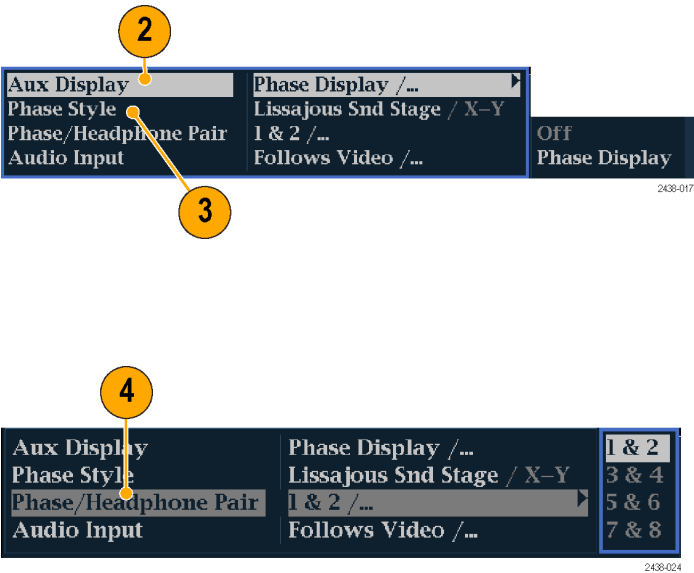 2
Aux Display Phase Display /...
Phase Style Lissajous Snd Stage / X–Y
Phase/Headphone Pair 1 & 2 /... Off
Audio Input Follows Video /... Phase Display
2438-017
3
4
Aux Display Phase Display /... 1 & 2
Phase Style Lissajous Snd Stage / X–Y 3 & 4
Phase/Headphone Pair 1 & 2 /... 5 & 6
Audio Input Follows Video /... 7 & 8
2438-024